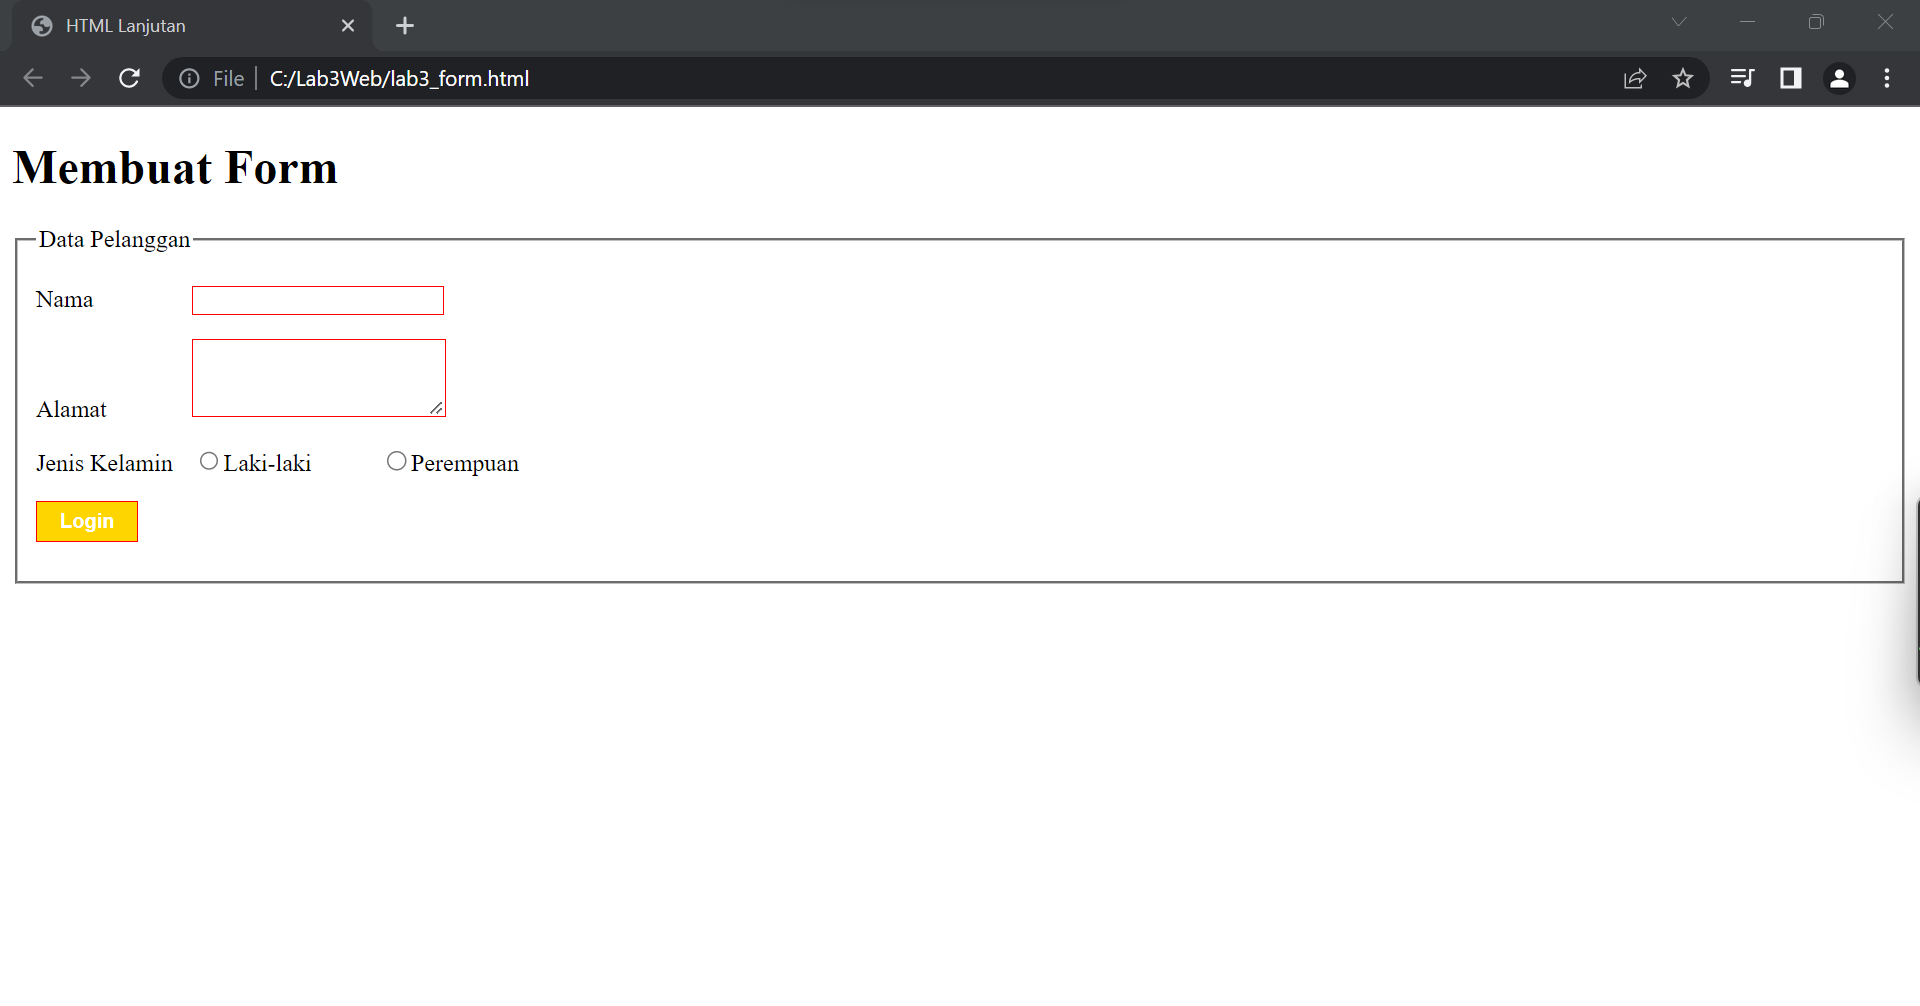 HTML Lanjutan
File C:/Lab3Web/lab3_form.html
Membuat Form
Data Pelanggan
Nama
Alamat
Jenis Kelamin Laki-laki Perempuan
Login